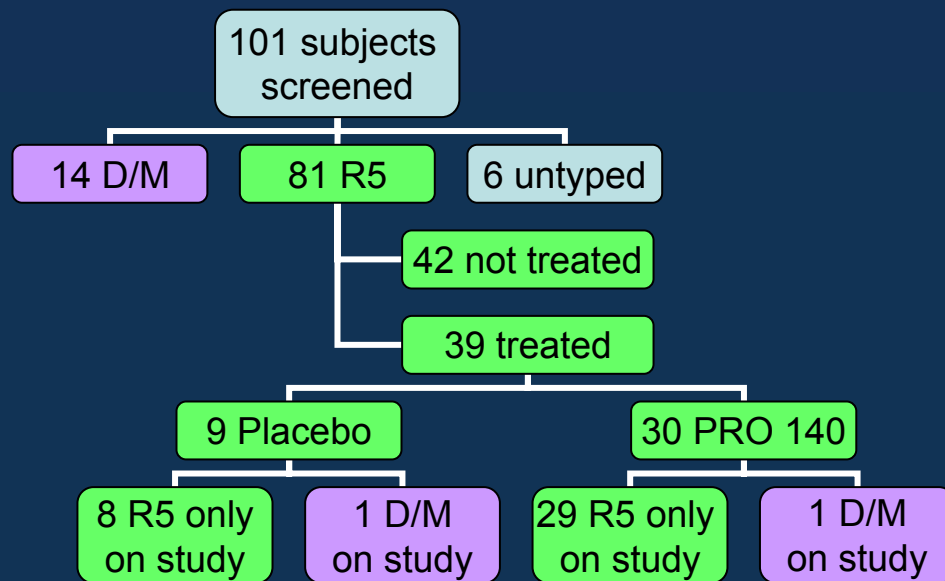 101 subjects
screened
14 D/M
81 R5
6 untyped
42 not treated
39 treated
9 Placebo
30 PRO 140
8 R5 only
on study
1 D/M
on study
29 R5 only
on study
1 D/M
on study